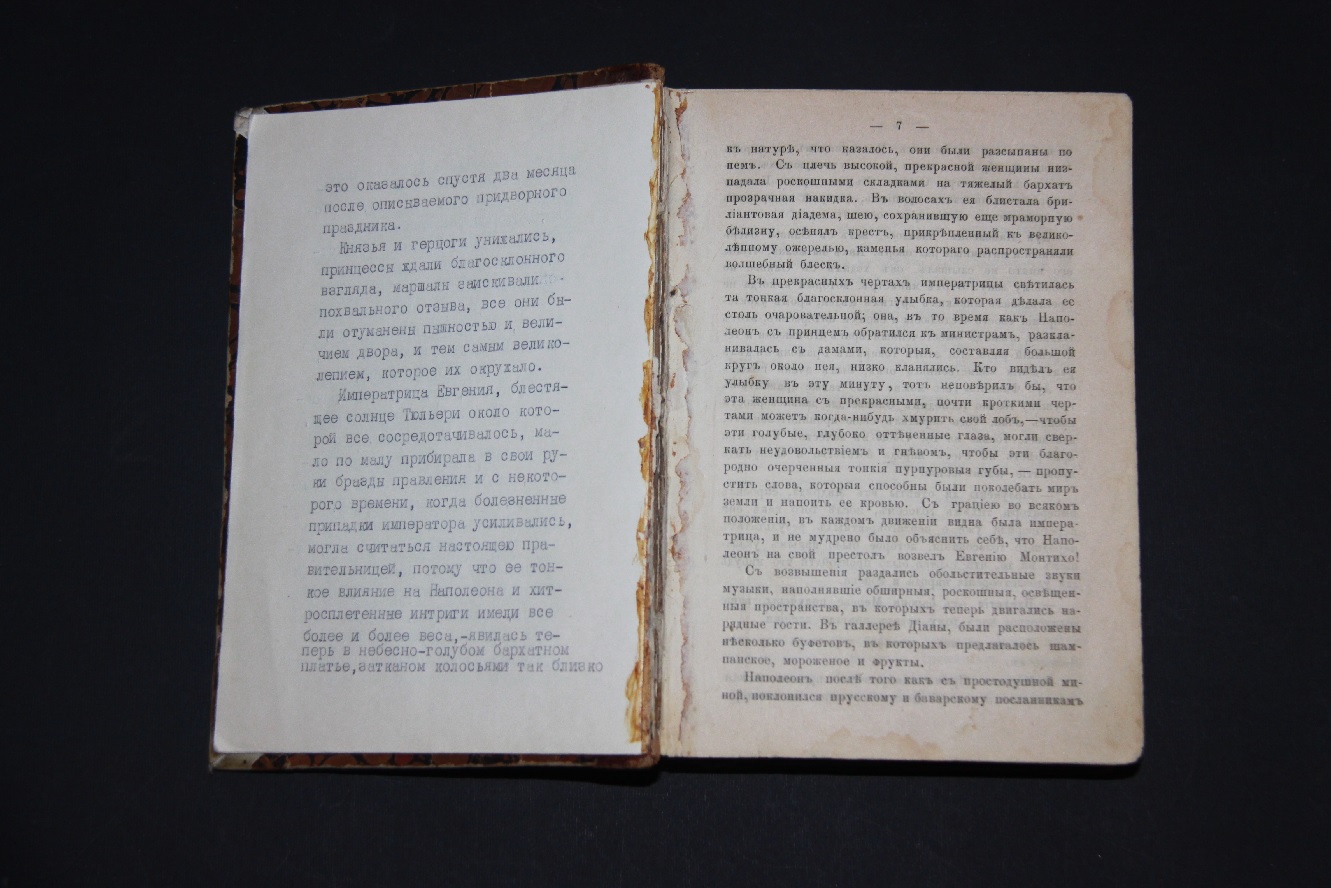 это оказалось спустя два месяца
после описываемого придворного
праздника.
Князья и герцоги унижались,
принцессы ждали благосклонного
взгляда, маршалы заискивали
похвального отзыва, все они бы-
ли отуманены пышностью и вели-
чием двора, и тем самым велико-
лепием, которое их окружало.
Императрица Евгения, блестя-
щее солнце Тюльери около кото-
рой все сосредотачивалось, ма-
ло по малу прибирала в свои ру-
ки бразды правления и с некото-
рого времени, когда болезненные
припадки императора усиливались,
могла считаться настоящею пра-
вительницей, потому что ее тон-
кое влияние на Наполеона и хит-
росплетенные интриги имели все
более и более веса,-явилась те-
перь в небесно-голубом бархатном
платье,затканом колосьями так близко
— 7 —
къ натурѣ, что казалось, они были разсыпаны по
немъ. Съ плечь высокой, прекрасной женщины низ-
падала роскошными складками на тяжелый бархатъ
прозрачная накидка. Въ волосахъ ея блистала бри-
ліантовая діадема, шею, сохранившую еще мраморную
бѣлизну, осѣнялъ крестъ, прикрѣпленный къ велико-
лѣпному ожерелью, каменья котораго распространяли
волшебный блескъ.
Въ прекрасныхъ чертахъ императрицы свѣтилась
та тонкая благосклонная улыбка, которая дѣлала ее
столь очаровательной; она, въ то время какъ Напо-
леонъ съ принцемъ обратился къ министрамъ, раскла-
нивалась съ дамами, которыя, составляя большой
кругъ около нея, низко кланялись. Кто видѣлъ ея
улыбку въ эту минуту, тотъ неповѣрилъ бы, что
эта женщина съ прекрасными, почти кроткими чер-
тами можетъ когда-нибудь хмурить свой лобъ,—чтобы
эти голубые, глубоко оттѣненные глаза, могли свер-
кать неудовольствіемъ и гнѣвомъ, чтобы эти благо-
родно очерченныя тонкія пурпуровыя губы, — пропу-
стить слова, которыя способны были поколебать миръ
земли и напоить ее кровью. Съ граціею во всякомъ
положеніи, въ каждомъ движеніи видна была импера-
трица, и не мудрено было объяснить себѣ, что Напо-
леонъ на свой престолъ возвелъ Евгенію Монтихо!
Съ возвышенія раздались обольстительные звуки
музыки, наполнявшіе обширныя, роскошныя, освѣщен-
ныя пространства, въ которыхъ теперь двигались на-
рядные гости. Въ галлереѣ Діаны, были расположены
нѣсколько буфетовъ, въ которыхъ предлагалось шам-
панское, мороженое и фрукты.
Наполеонъ послѣ того какъ съ простодушной ми-
ной, поклонился прусскому и баварскому посланникамъ